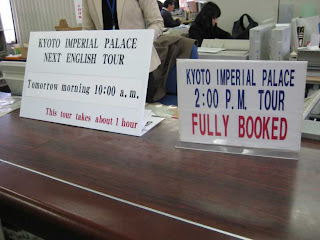 KYOTO IMPERIAL PALACE
NEXT ENGLISH TOUR
Tomorrow morning 10:00 a.m.
This tour takes about 1 hour
KYOTO IMPERIAL PALACE
2:00 P.M. TOUR
FULLY BOOKED